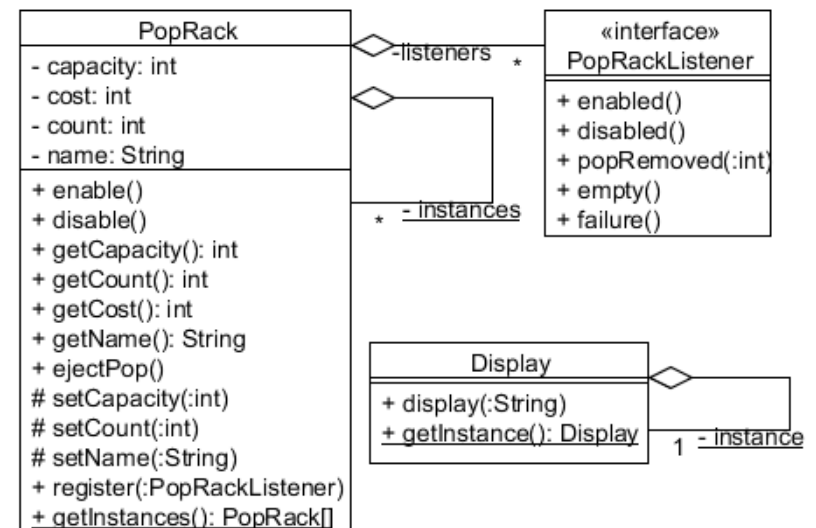 PopRack
- capacity: int
- cost: int
- count: int
- name: String
+ enable()
+ disable()
+ getCapacity(): int
+ getCount(): int
+ getCost(): int
+ getName(): String
+ ejectPop()
# setCapacity(:int)
# setCount(:int)
# setName(:String)
+ register(:PopRackListener)
+ getInstances(): PopRack[]
-listeners
*
* - instances
«interface»
PopRackListener
+ enabled()
+ disabled()
+ popRemoved(:int)
+ empty()
+ failure()
Display
+ display(:String)
+ getInstance(): Display
1 - instance